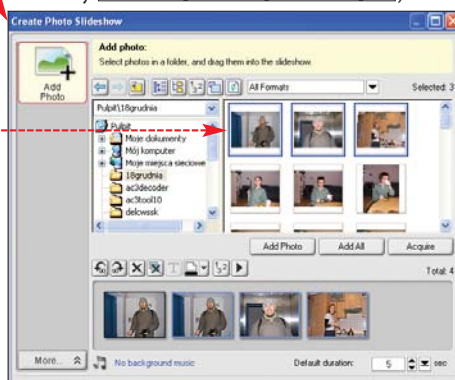 Create Photo Slideshow
Add photo:
Select photos in a folder, and drag them into the slideshow.
Add
Photo
All Formats
Selected: 3
Pulpit\18grudnia
Pulpit
Moje dokumenty
Mój komputer
Moje miejsca sieciowe
18grudnia
ac3decoder
ac3tool10
delcwssk
Add Photo
Add All
Acquire
Total: 4
More...
No background music
Default duration:
5
sec